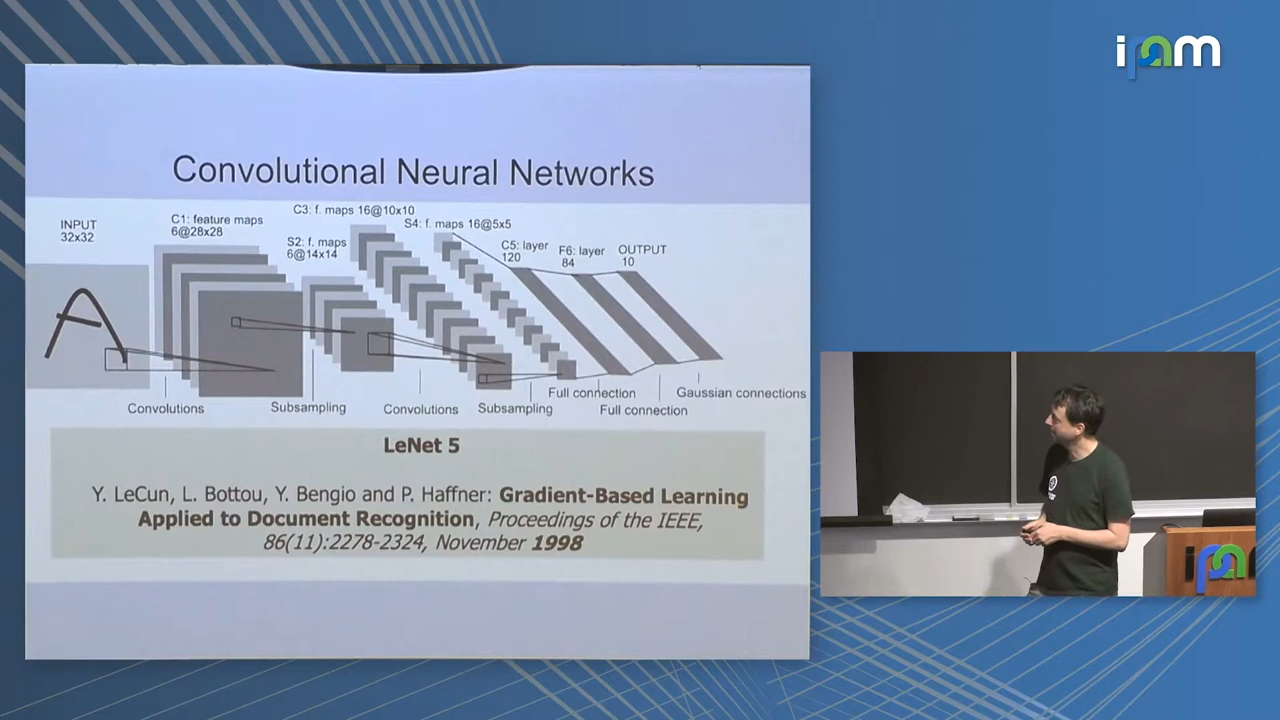 ipam
Convolutional Neural Networks
INPUT
32x32
C1: feature maps
6@28x28
S2: f. maps
6@14x14
C3: f. maps 16@10x10
S4: f. maps 16@5x5
C5: layer
120
F6: layer
84
OUTPUT
10
Convolutions
Subsampling
Convolutions
Subsampling
Full connection
Full connection
Gaussian connections
LeNet 5
Y. LeCun, L. Bottou, Y. Bengio and P. Haffner: Gradient-Based Learning
Applied to Document Recognition, Proceedings of the IEEE,
86(11):2278-2324, November 1998